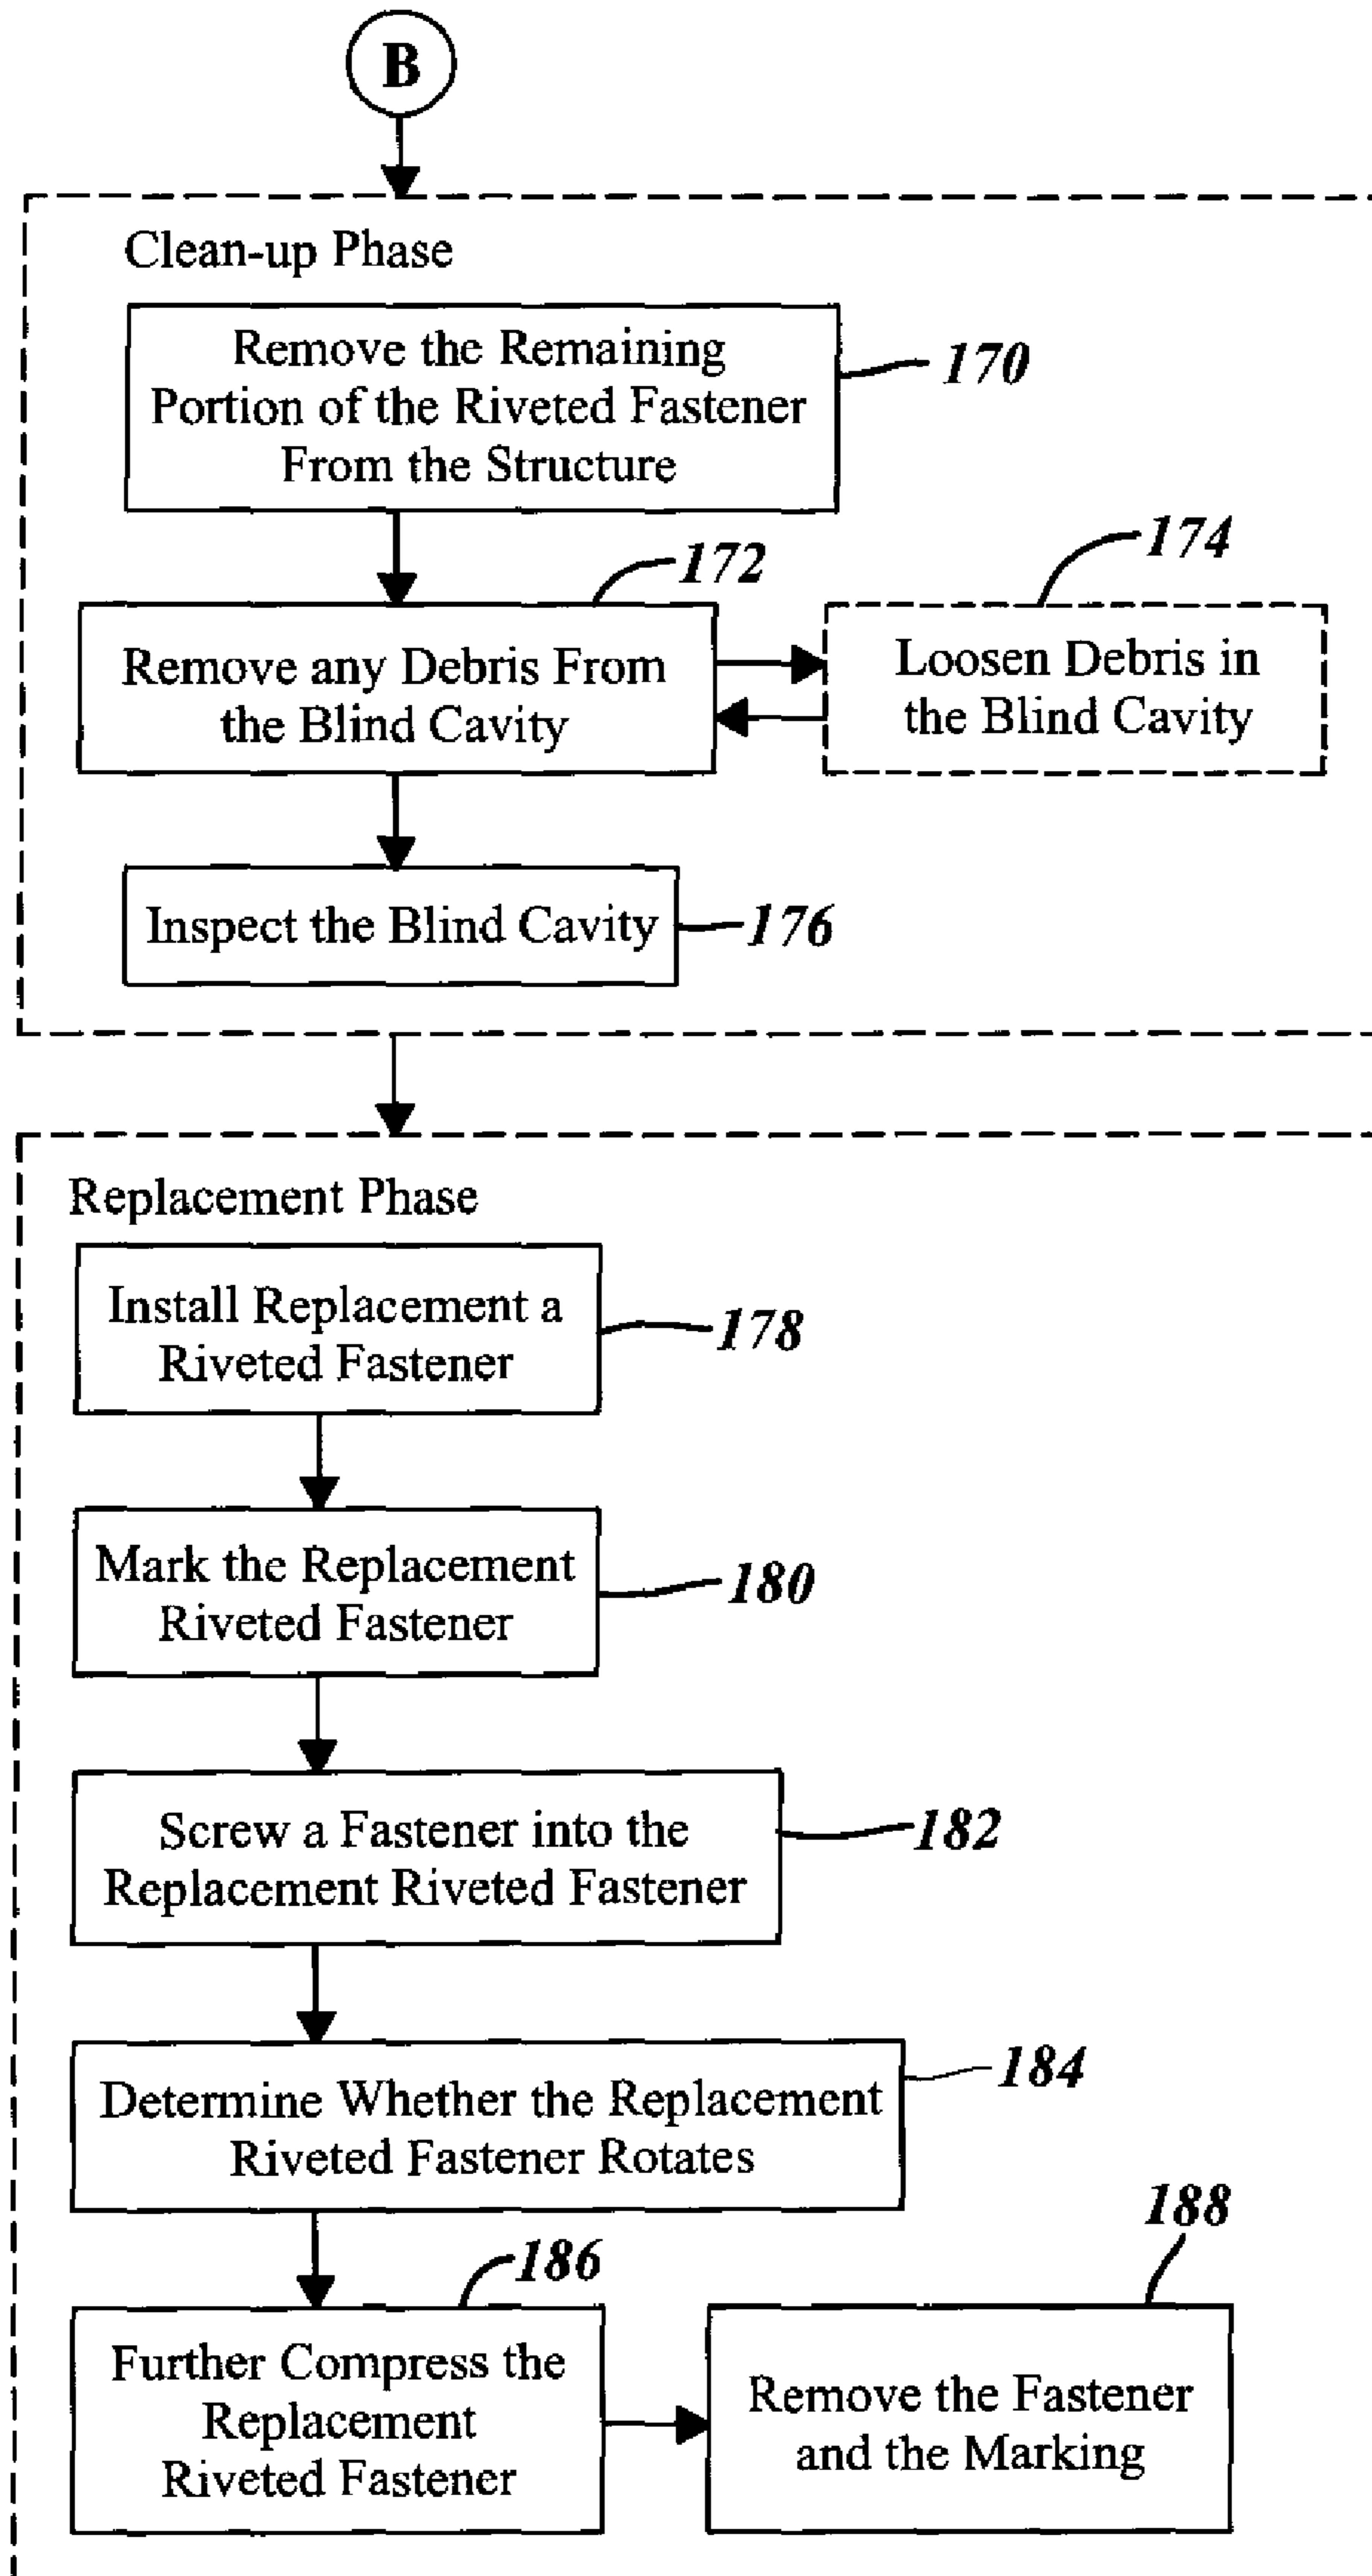 B
Clean-up Phase
Remove the Remaining
Portion of the Riveted Fastener
From the Structure
170
172
Remove any Debris From
the Blind Cavity
174
Loosen Debris in
the Blind Cavity
Inspect the Blind Cavity
176
Replacement Phase
Install Replacement a
Riveted Fastener
178
Mark the Replacement
Riveted Fastener
180
Screw a Fastener into the
Replacement Riveted Fastener
182
Determine Whether the Replacement
Riveted Fastener Rotates
184
186
Further Compress the
Replacement
Riveted Fastener
188
Remove the Fastener
and the Marking